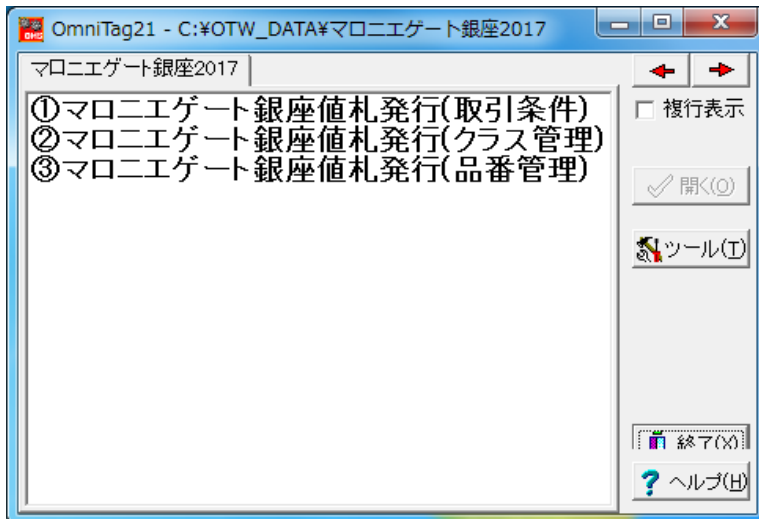 OmniTag21 - C:¥OTW_DATA¥マロニエゲート銀座2017
マロニエゲート銀座2017
①マロニエゲート銀座値札発行(取引条件)
②マロニエゲート銀座値札発行(クラス管理)
③マロニエゲート銀座値札発行(品番管理)
複行表示
開く(O)
ツール(T)
終了(X)
ヘルプ(H)